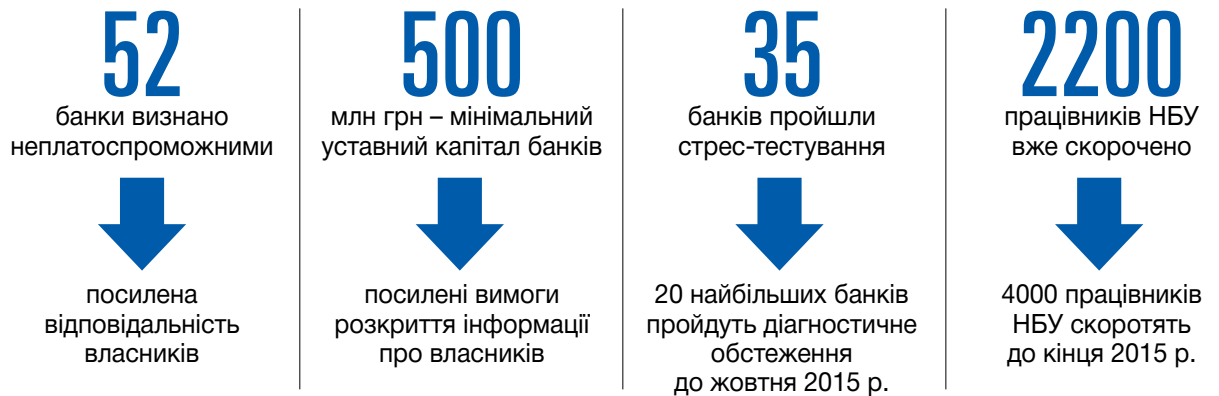 52
банки визнано
неплатоспроможними
посилена
відповідальність
власників
500
млн грн – мінімальний
уставний капітал банків
посилені вимоги
розкриття інформації
про власників
35
банків пройшли
стрес-тестування
20 найбільших банків
пройдуть діагностичне
обстеження
до жовтня 2015 р.
2200
працівників НБУ
вже скорочено
4000 працівників
НБУ скоротять
до кінця 2015 р.